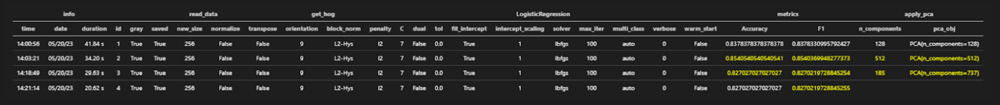 info read_data get_hog LogisticRegression metrics apply_pca
time date duration id gray saved new_size normalize transpose orientation block_norm penalty C dual tol fit_intercept intercept_scaling solver max_iter multi_class verbose warm_start Accuracy F1 n_components pca_obj
14:00:56 05/20/23 41.84 s 1 True True 256 False False 9 L2-Hys l2 7 False 0.0 True 1 lbfgs 100 auto 0 False 0.8378378378378378 0.8378330995792427 128 PCA(n_components=128)
14:03:21 05/20/23 34.20 s 2 True True 256 False False 9 L2-Hys l2 7 False 0.0 True 1 lbfgs 100 auto 0 False 0.8540540540540541 0.8540369948277373 512 PCA(n_components=512)
14:18:49 05/20/23 29.63 s 3 True True 256 False False 9 L2-Hys l2 7 False 0.0 True 1 lbfgs 100 auto 0 False 0.827027027027027 0.8270219728845254 185 PCA(n_components=737)
14:21:14 05/20/23 20.62 s 4 True True 256 False False 9 L2-Hys l2 7 False 0.0 True 1 lbfgs 100 auto 0 False 0.827027027027027 0.8270219728845255